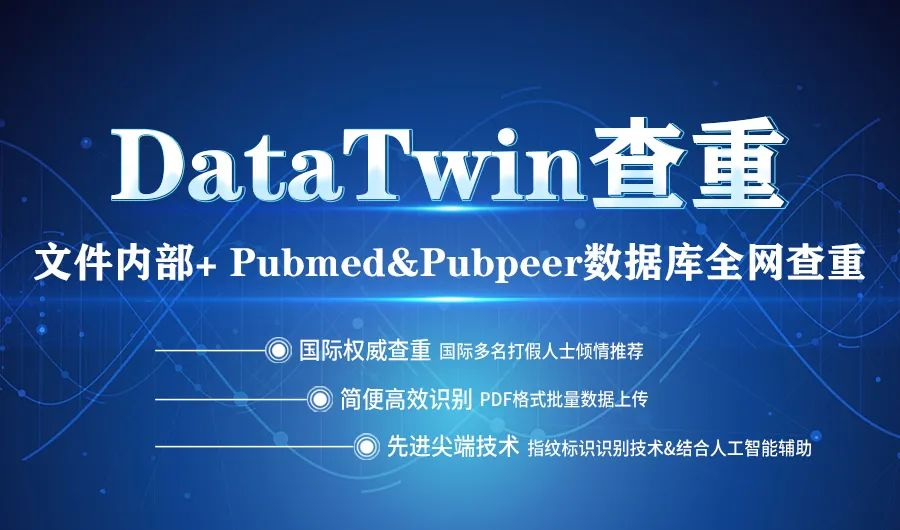 DataTwin查重
文件内部+ Pubmed&Pubpeer数据库全网查重
国际权威查重 国际多名打假人士倾情推荐
简便高效识别 PDF格式批量数据上传
先进尖端技术 指纹标识识别技术&结合人工智能辅助